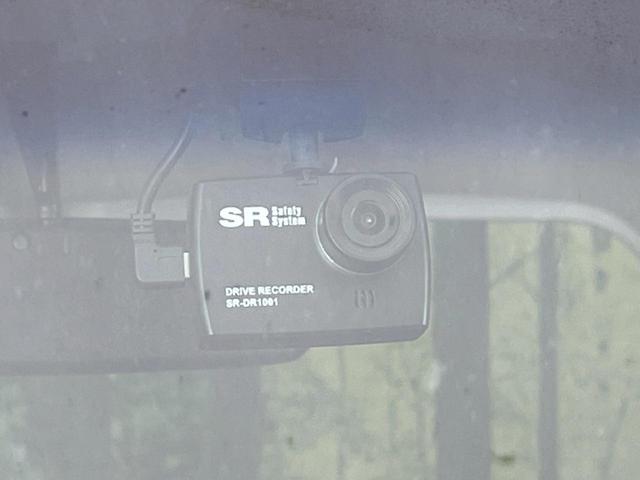 SR Safety
System
DRIVE RECORDER
SR-DR1001